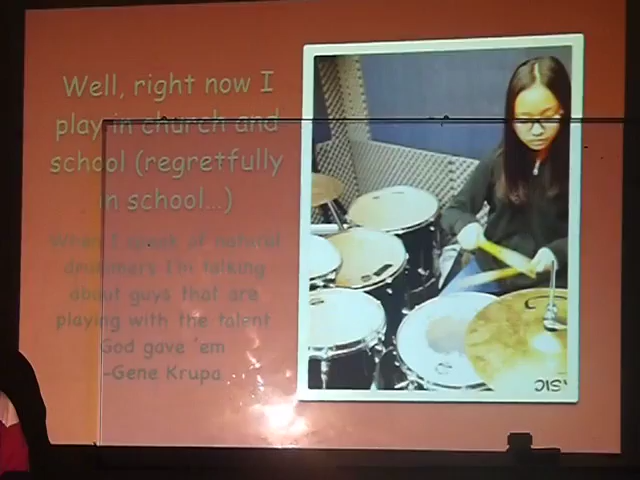 Well, right now I
play in church and
school (regretfully
in school...)
When I speak of natural
drummers I'm talking
about guys that are
playing with the talent
God gave 'em
-Gene Krupa